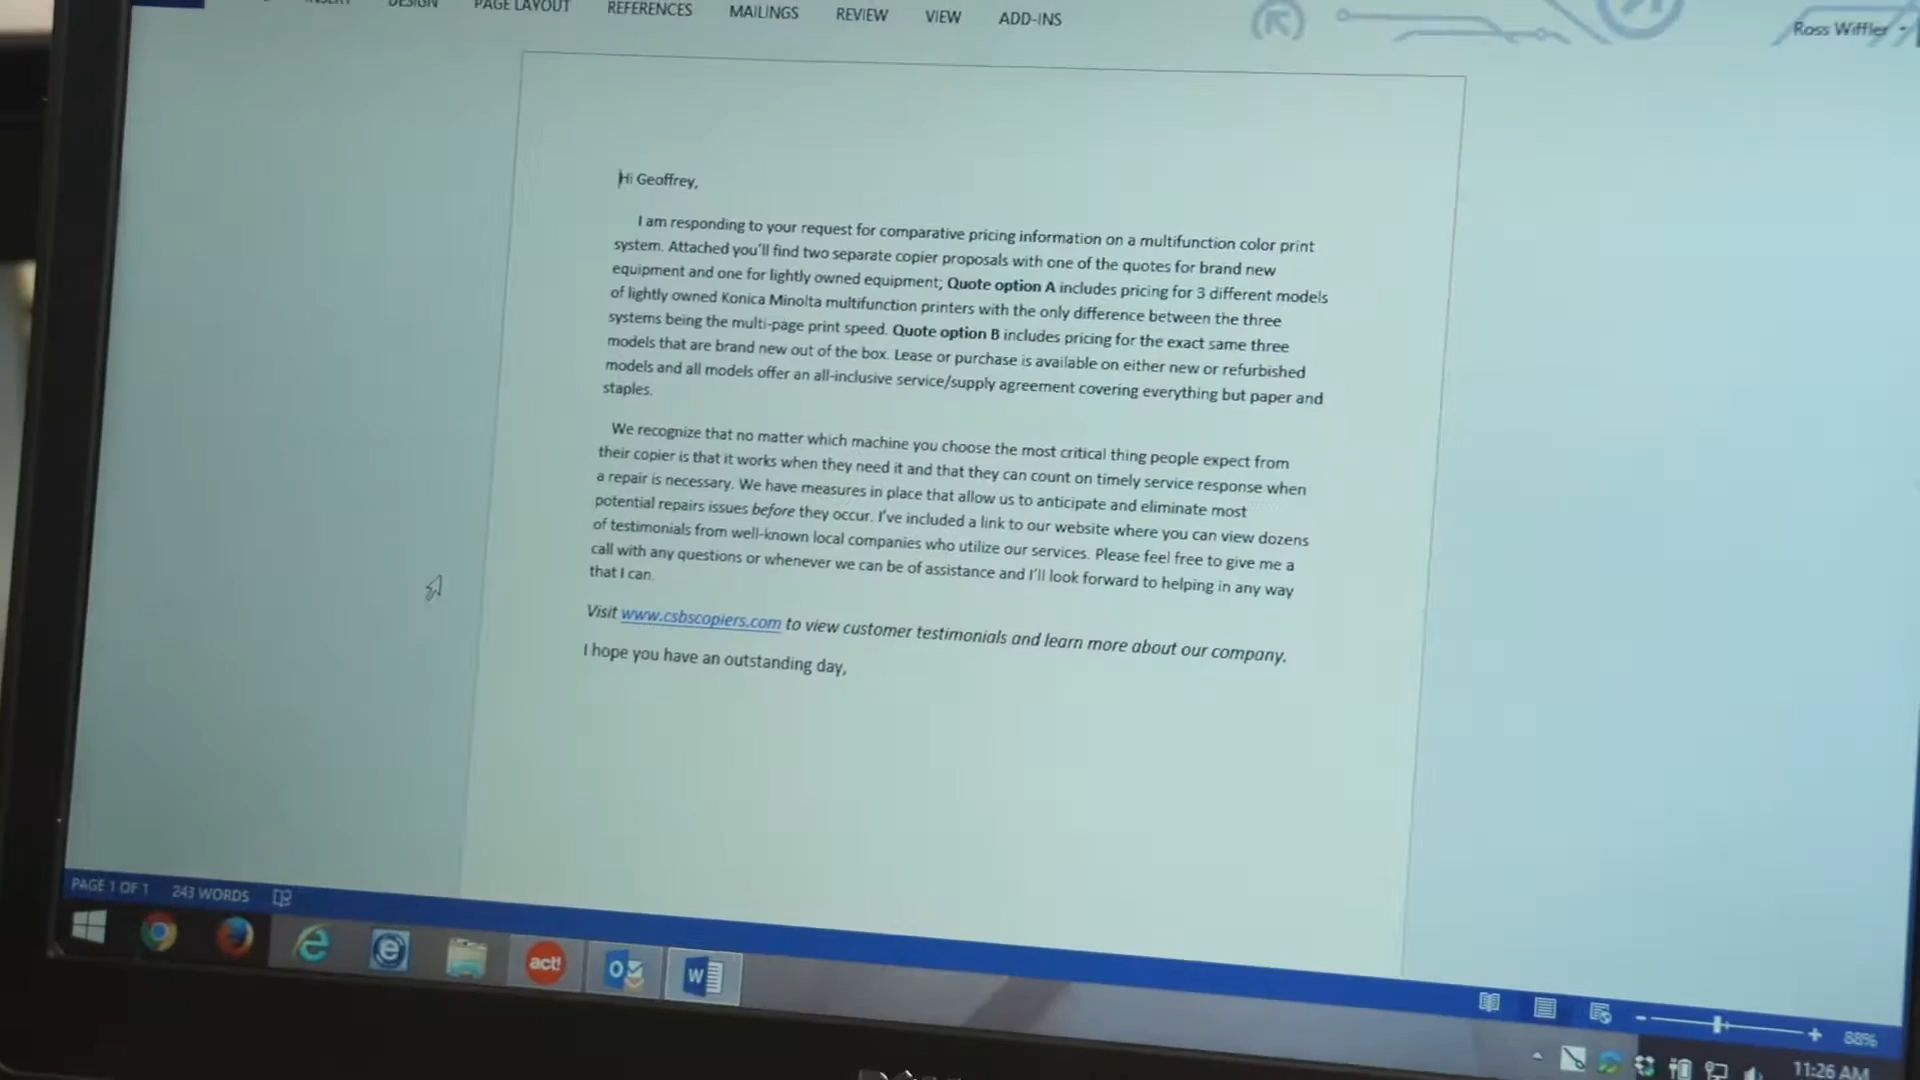 INSERT DESIGN PAGE LAYOUT REFERENCES MAILINGS REVIEW VIEW ADD-INS
Ross Wiffler
Hi Geoffrey,
I am responding to your request for comparative pricing information on a multifunction color print
system. Attached you'll find two separate copier proposals with one of the quotes for brand new
equipment and one for lightly owned equipment; Quote option A includes pricing for 3 different models
of lightly owned Konica Minolta multifunction printers with the only difference between the three
systems being the multi-page print speed. Quote option B includes pricing for the exact same three
models that are brand new out of the box. Lease or purchase is available on either new or refurbished
models and all models offer an all-inclusive service/supply agreement covering everything but paper and
staples.
We recognize that no matter which machine you choose the most critical thing people expect from
their copier is that it works when they need it and that they can count on timely service response when
a repair is necessary. We have measures in place that allow us to anticipate and eliminate most
potential repairs issues before they occur. I've included a link to our website where you can view dozens
of testimonials from well-known local companies who utilize our services. Please feel free to give me a
call with any questions or whenever we can be of assistance and I'll look forward to helping in any way
that I can.
Visit www.csbscopiers.com to view customer testimonials and learn more about our company.
I hope you have an outstanding day,
PAGE 1 OF 1 243 WORDS
88%
act!
11:26 AM